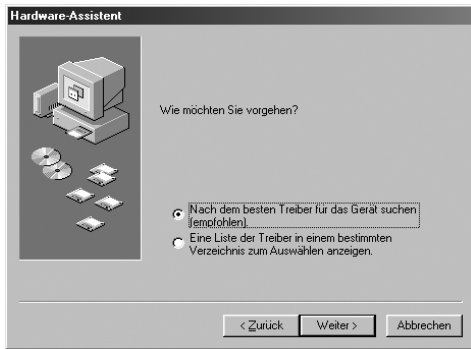 Hardware-Assistent
Wie möchten Sie vorgehen?
Nach dem besten Treiber für das Gerät suchen
(empfohlen).
Eine Liste der Treiber in einem bestimmten
Verzeichnis zum Auswählen anzeigen.
< Zurück Weiter > Abbrechen